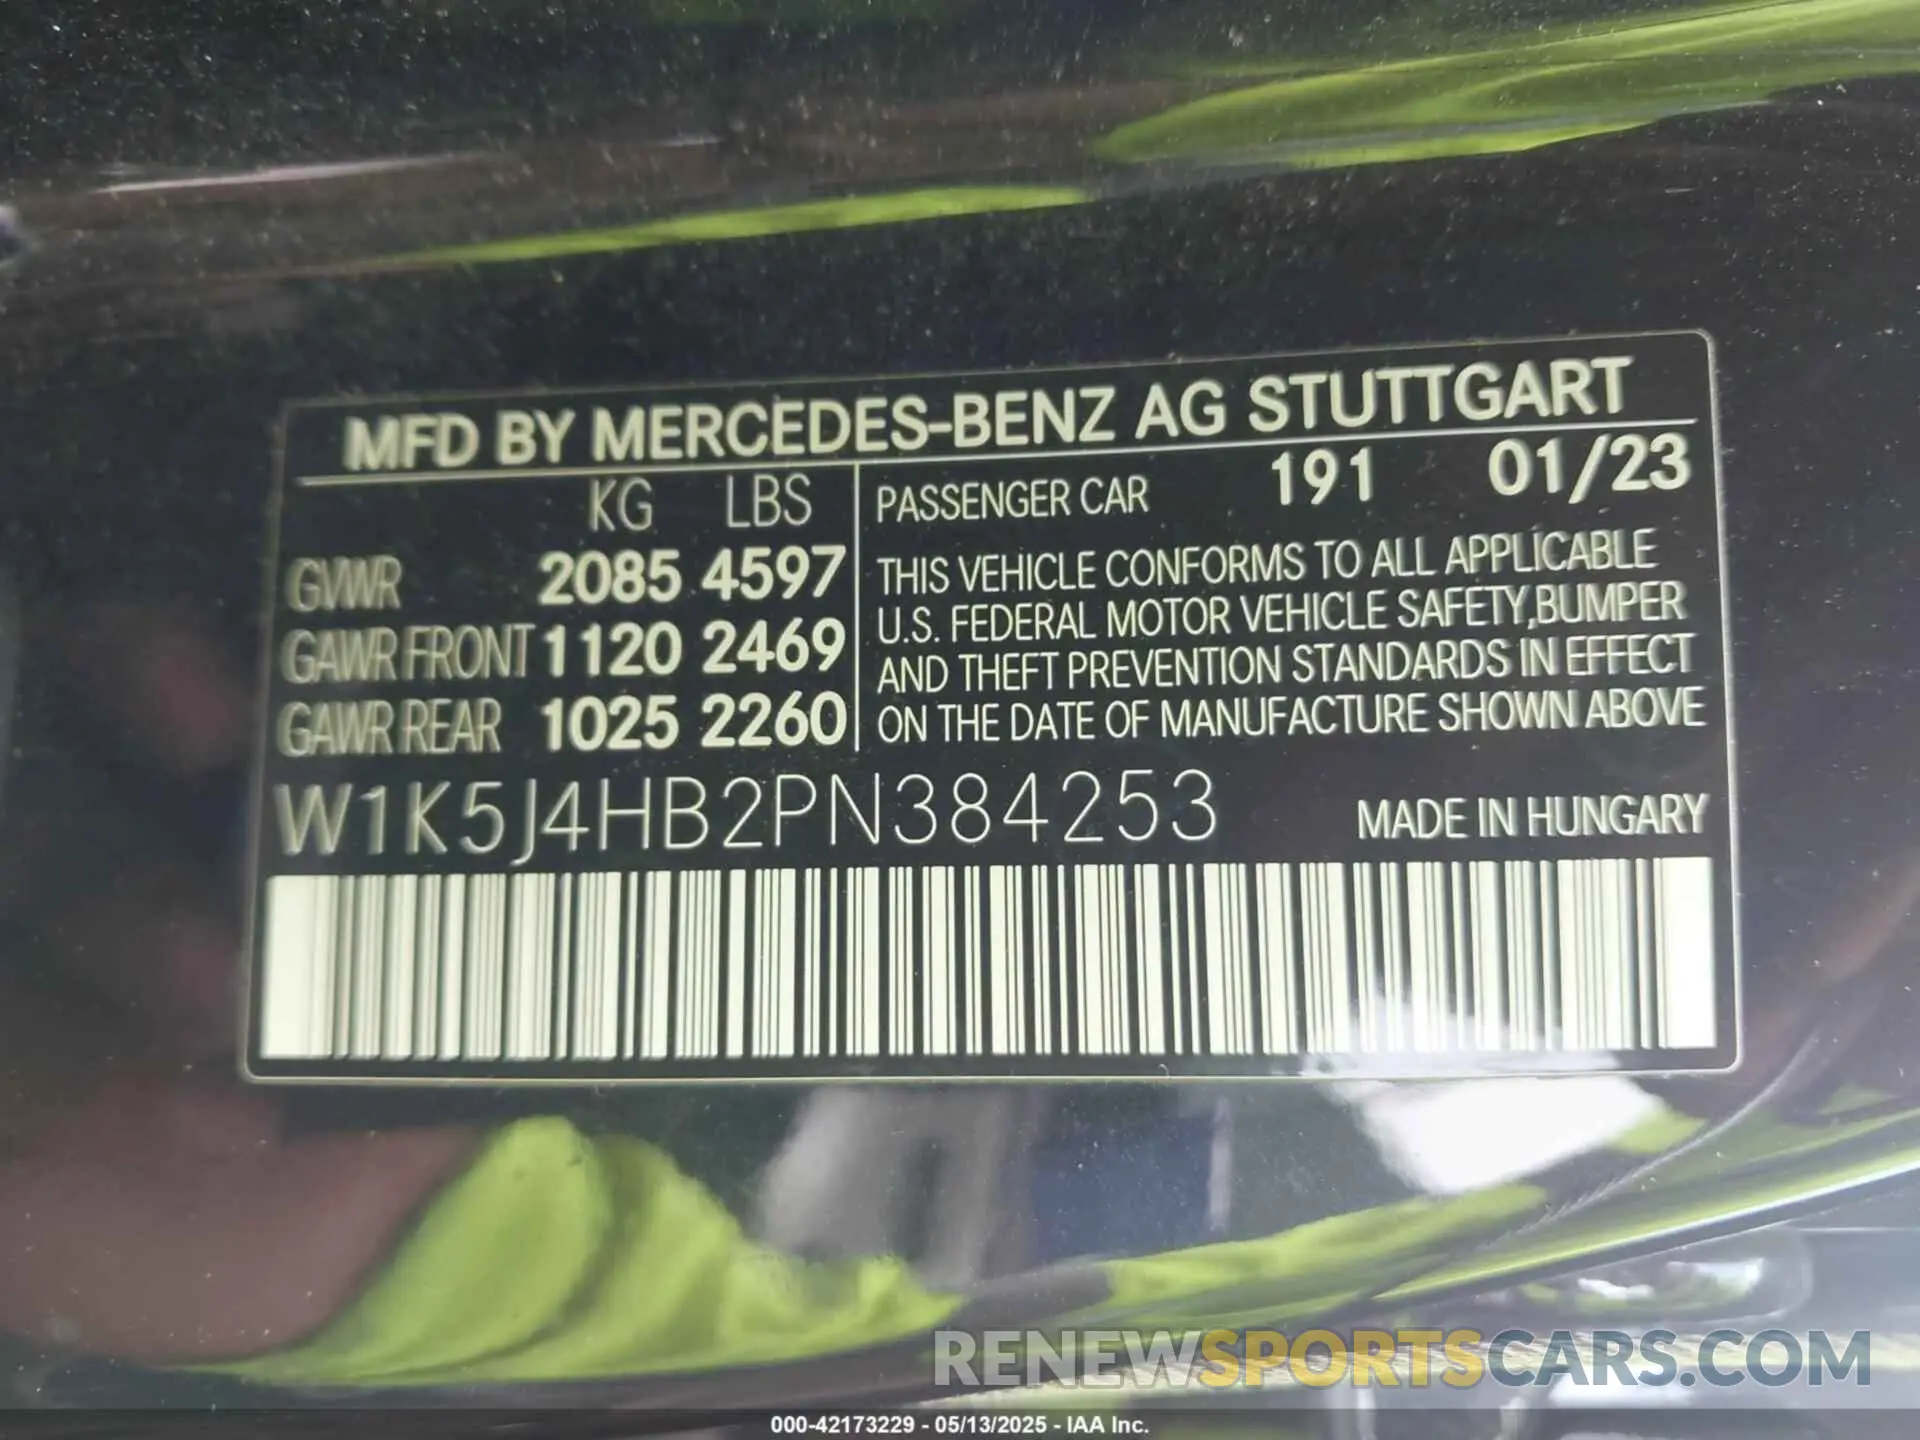 MFD BY MERCEDES-BENZ AG STUTTGART
KG LBS
GVWR 2085 4597
GAWR FRONT 1120 2469
GAWR REAR 1025 2260
PASSENGER CAR 191 01/23
THIS VEHICLE CONFORMS TO ALL APPLICABLE
U.S. FEDERAL MOTOR VEHICLE SAFETY,BUMPER
AND THEFT PREVENTION STANDARDS IN EFFECT
ON THE DATE OF MANUFACTURE SHOWN ABOVE
W1K5J4HB2PN384253 MADE IN HUNGARY
RENEWSPORTSCARS.COM
000-42173229 - 05/13/2025 - IAA Inc.